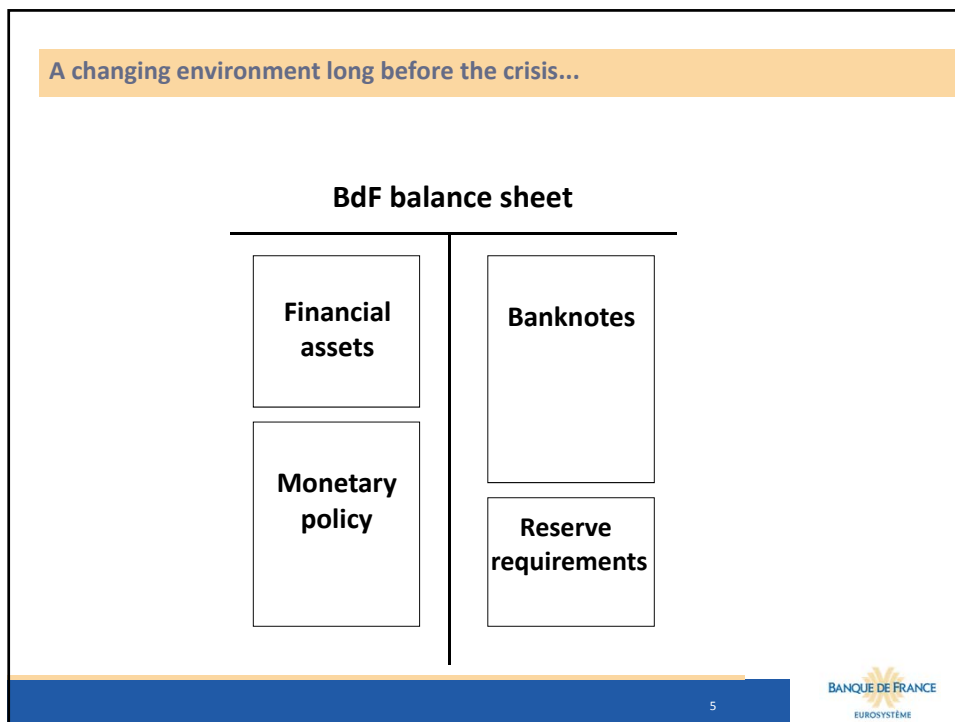 A changing environment long before the crisis...
BdF balance sheet
Financial
assets
Monetary
policy
Banknotes
Reserve
requirements
5
BANQUE DE FRANCE
EUROSYSTÈME